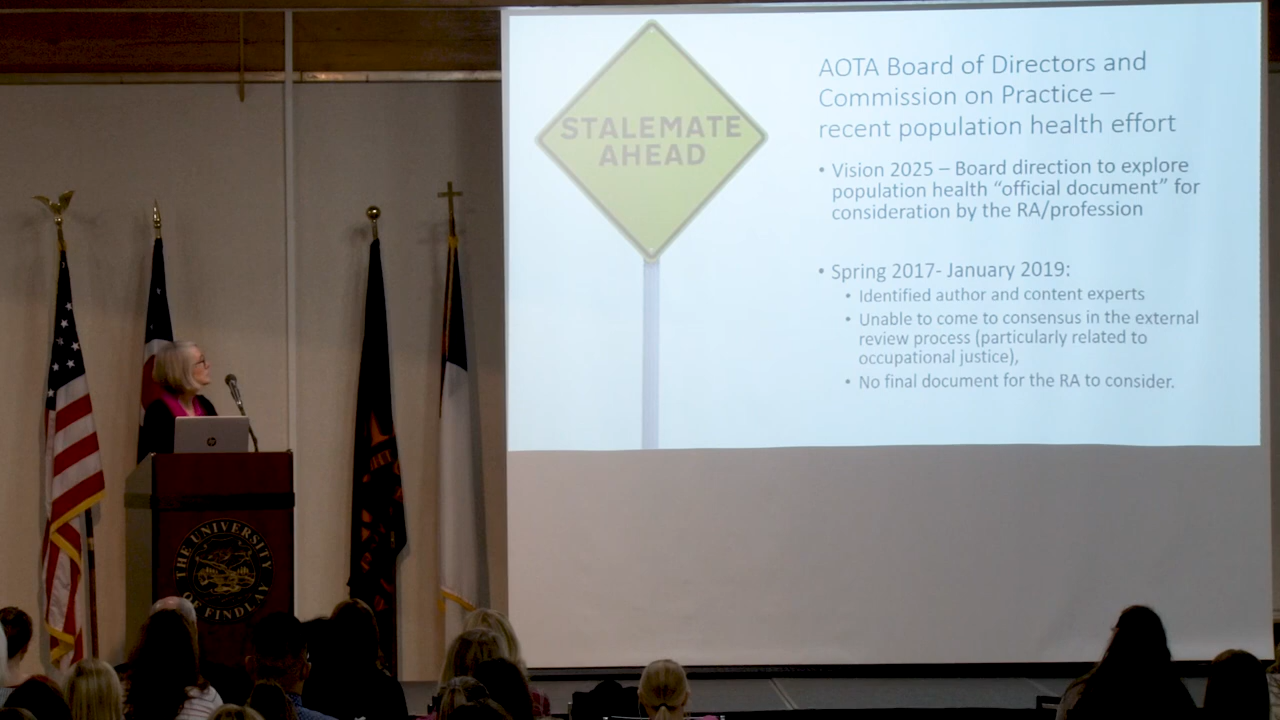 STALEMATE
AHEAD
AOTA Board of Directors and
Commission on Practice –
recent population health effort
• Vision 2025 – Board direction to explore
population health “official document” for
consideration by the RA/profession
• Spring 2017- January 2019:
• Identified author and content experts
• Unable to come to consensus in the external
review process (particularly related to
occupational justice),
• No final document for the RA to consider.
hp
THE UNIVERSITY
OF FINDLAY